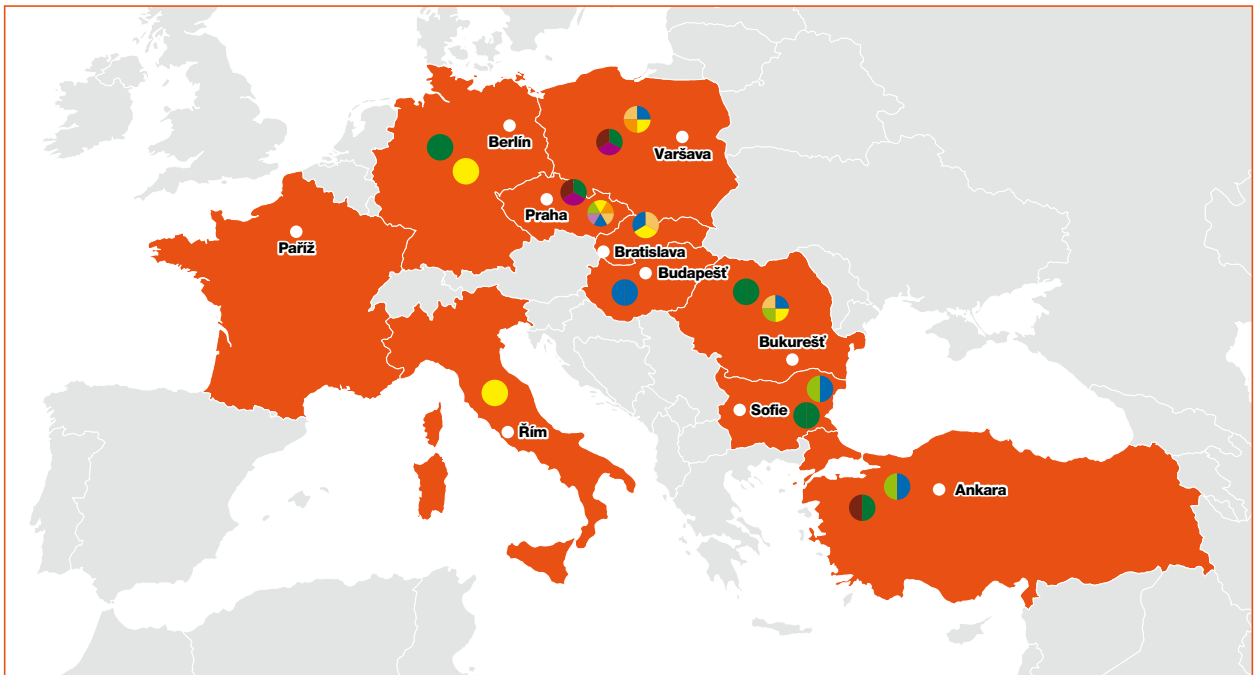 Berlín
Varšava
Praha
Paříž
Bratislava
Budapešť
Bukurešť
Sofie
Řím
Ankara